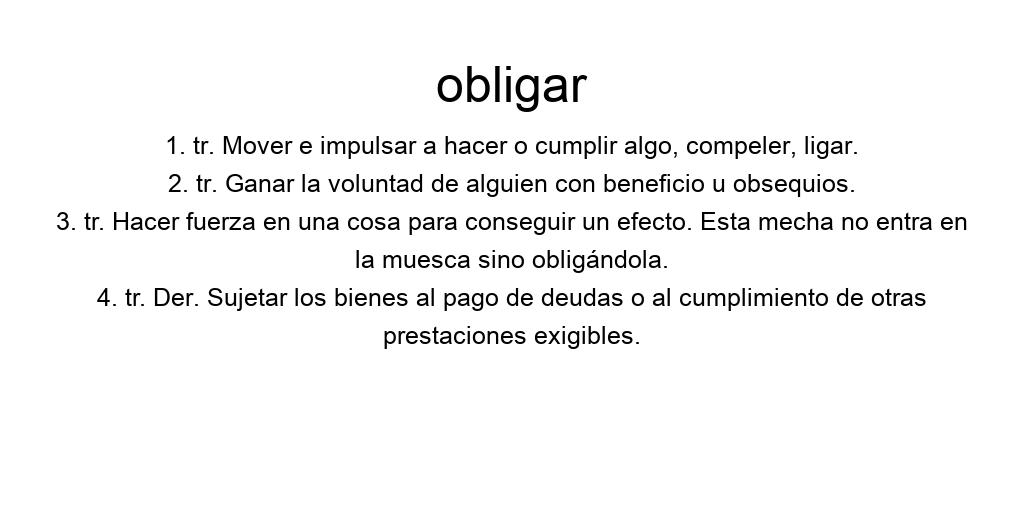 obligar
1. tr. Mover e impulsar a hacer o cumplir algo, compeler, ligar.
2. tr. Ganar la voluntad de alguien con beneficio u obsequios.
3. tr. Hacer fuerza en una cosa para conseguir un efecto. Esta mecha no entra en
la muesca sino obligándola.
4. tr. Der. Sujetar los bienes al pago de deudas o al cumplimiento de otras
prestaciones exigibles.